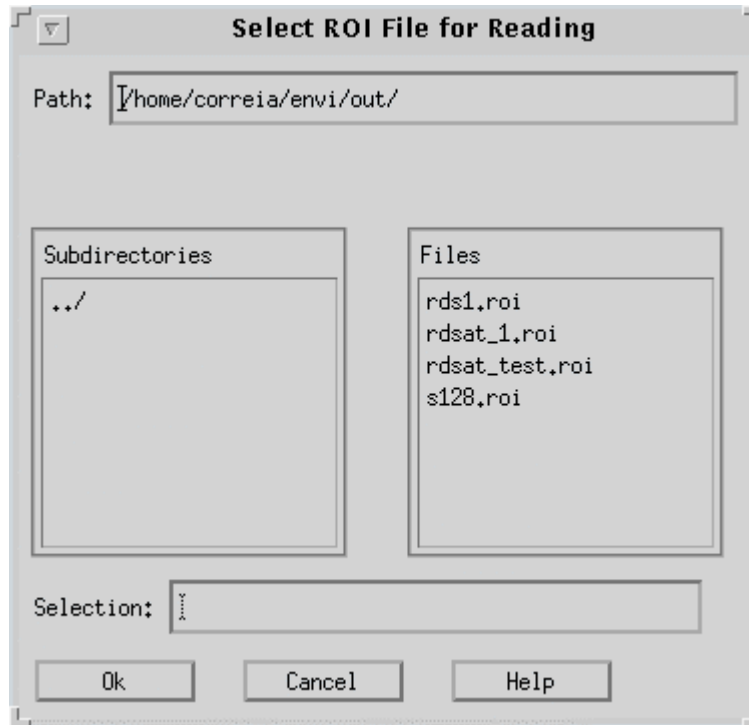 Select ROI File for Reading
Path: /home/correia/envi/out/
Subdirectories
../
Files
rds1.roi
rdsat_1.roi
rdsat_test.roi
s128.roi
Selection:
Ok Cancel Help